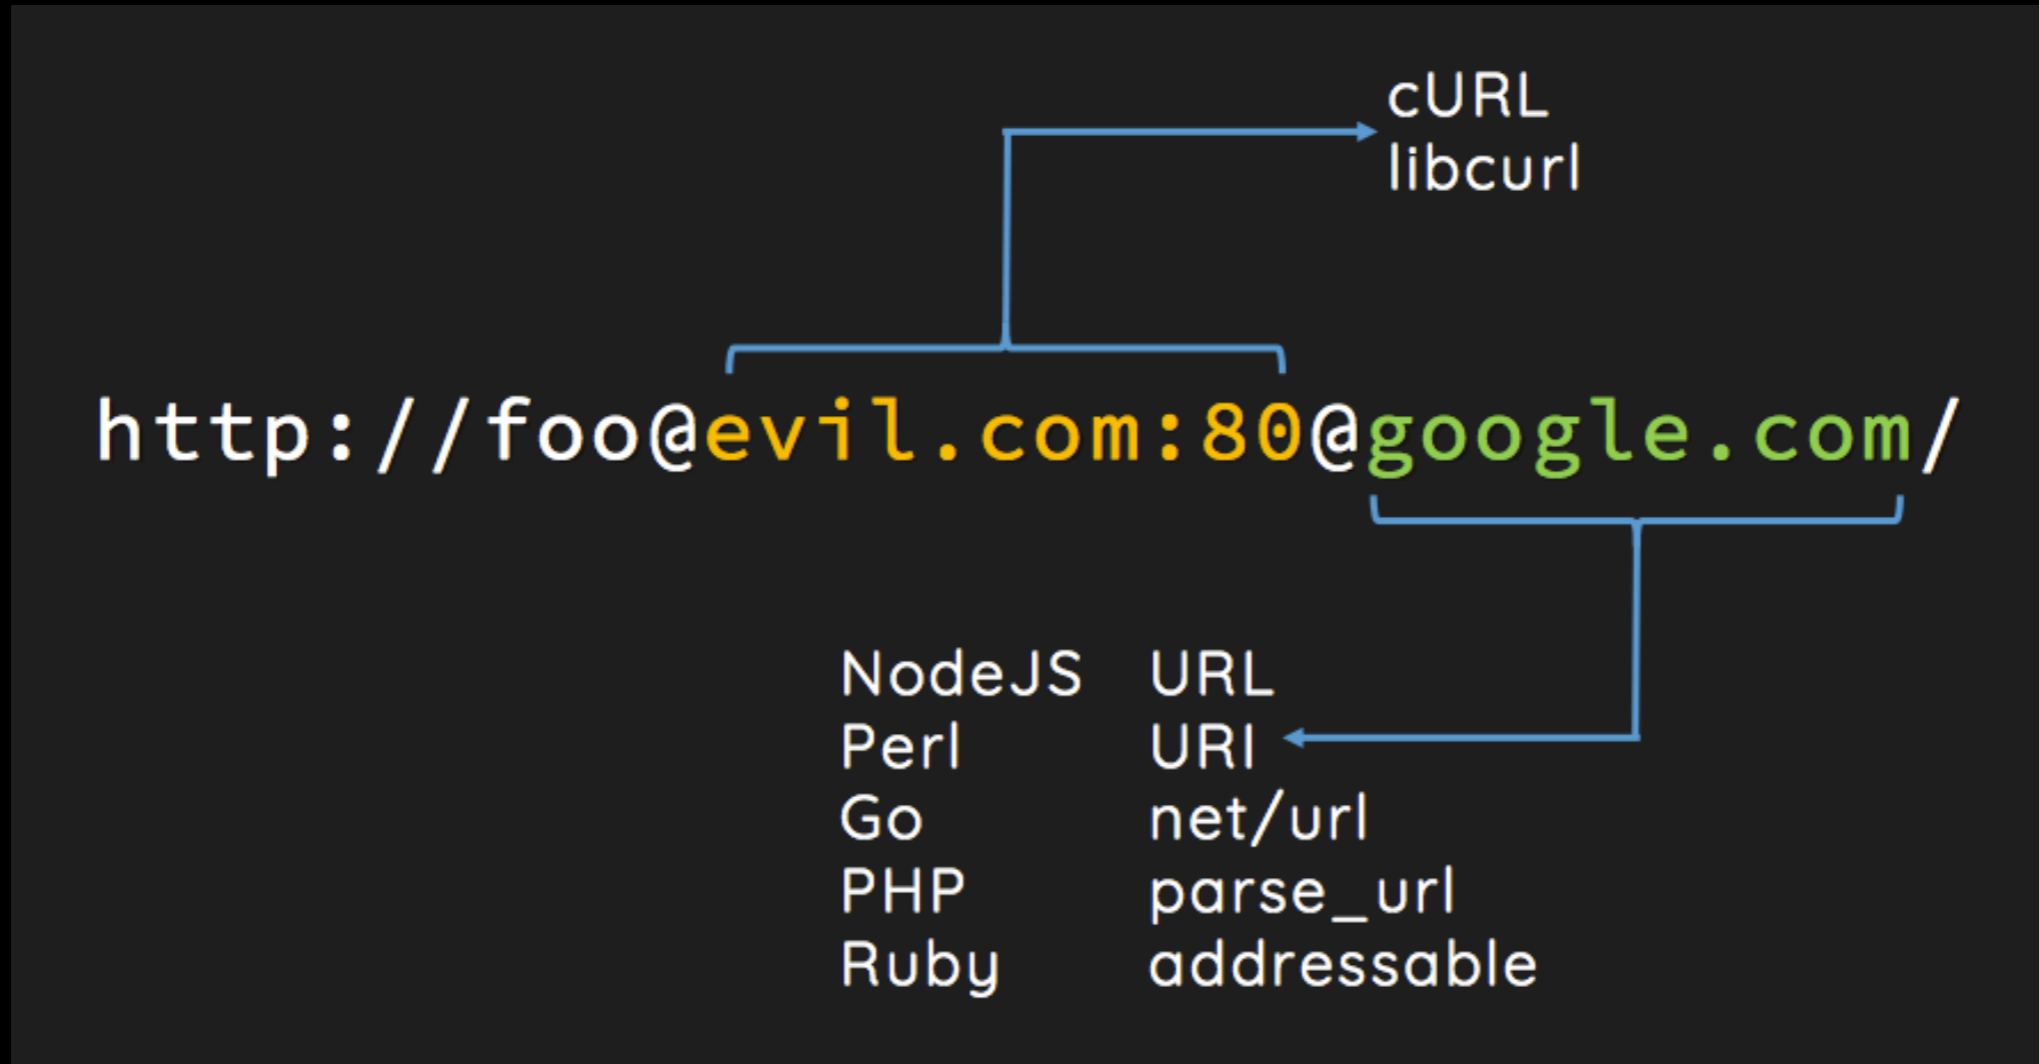 cURL
libcurl
http://foo@evil.com:80@google.com/
NodeJS URL
Perl URI
Go net/url
PHP parse_url
Ruby addressable